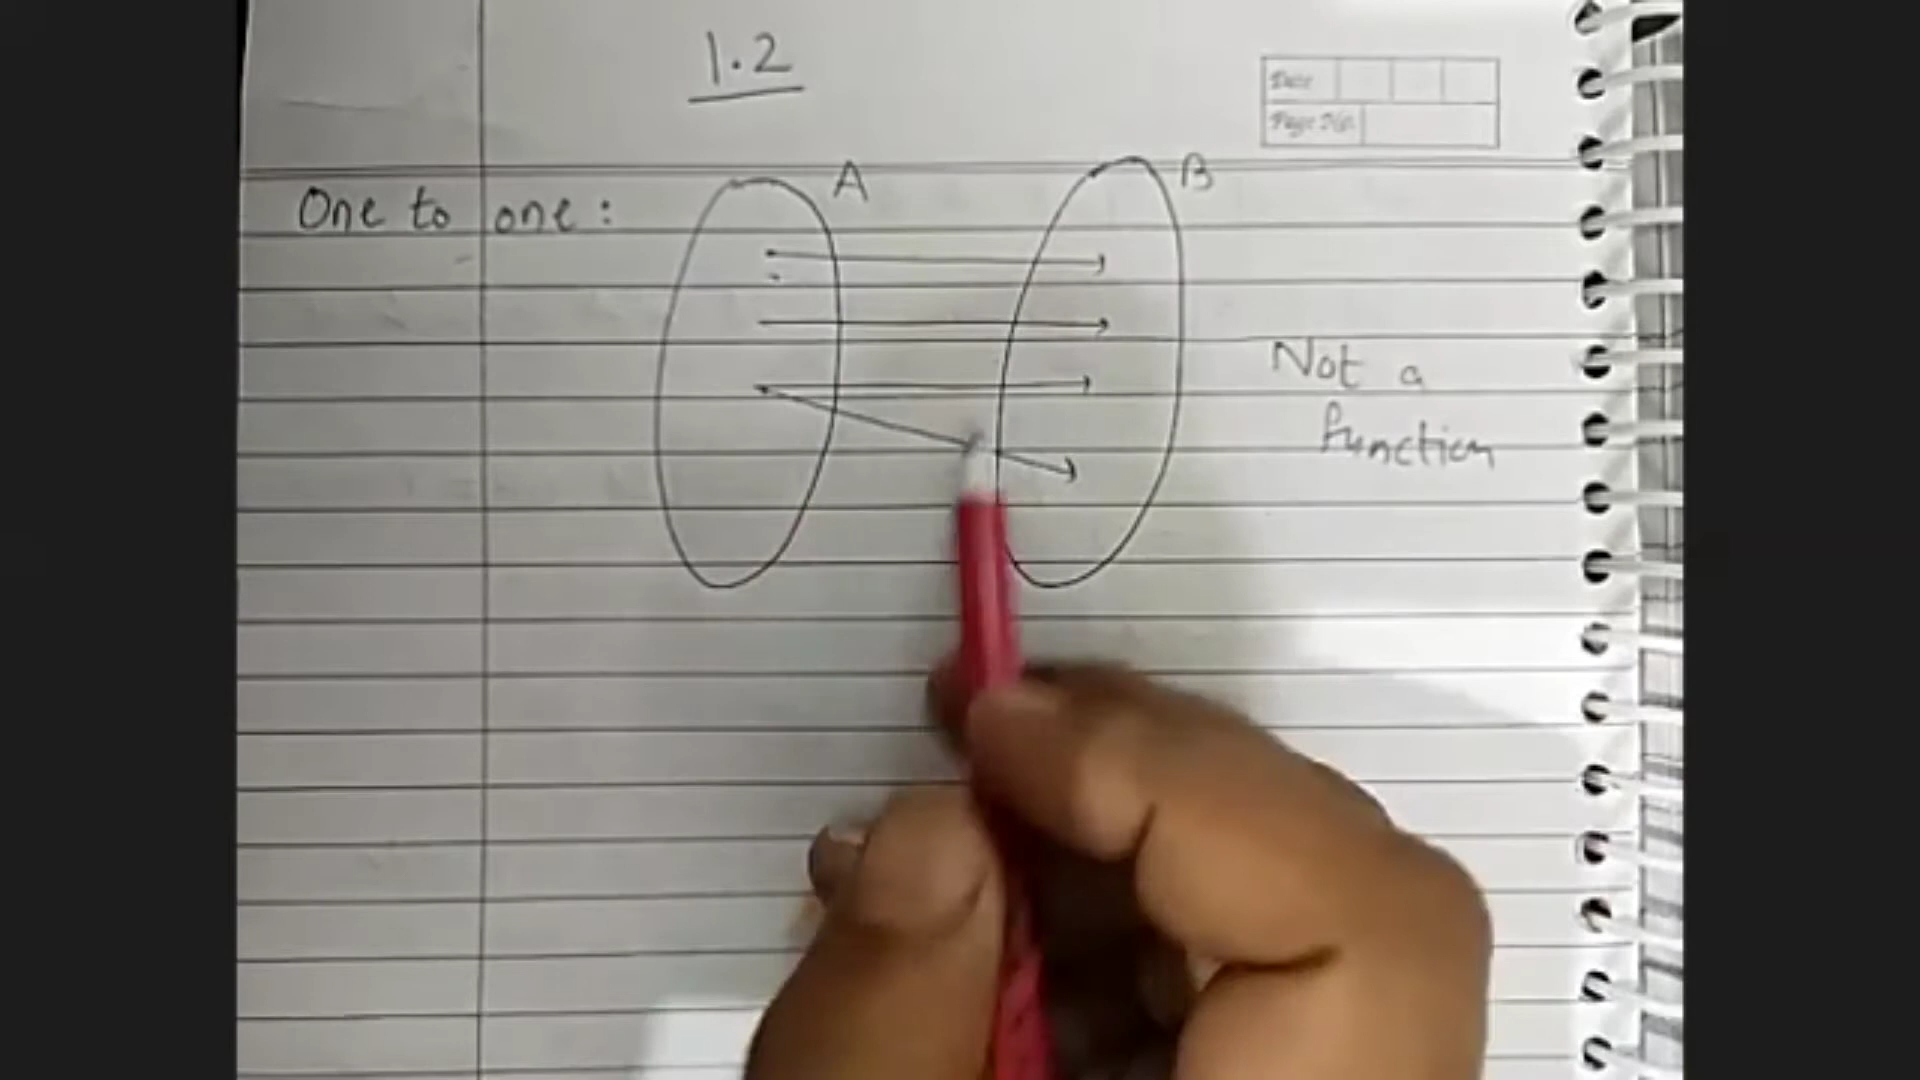 1.2
Date
Page No.
A
B
One to one:
Not a
function